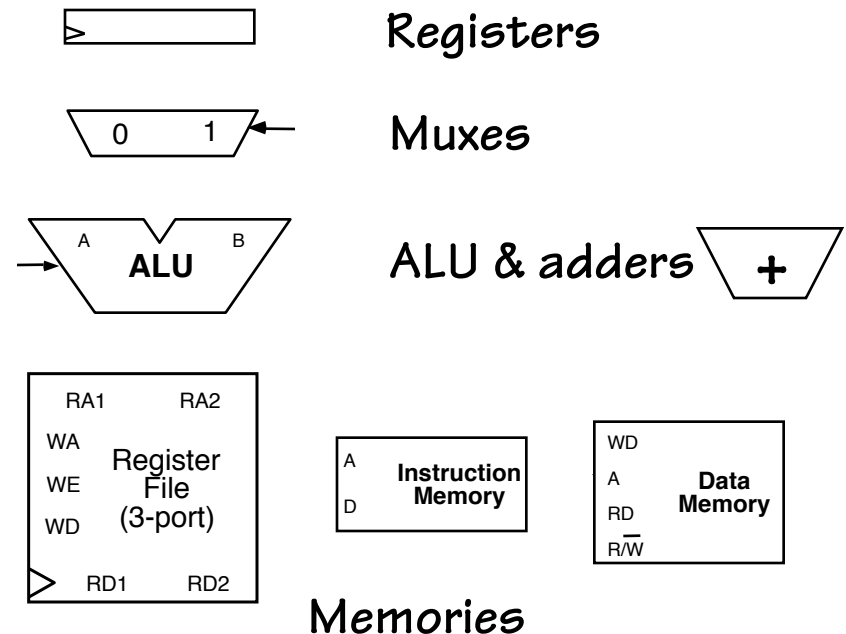 Registers
0 1
Muxes
A B
ALU
ALU & adders
+
RA1 RA2
WA
WE
WD
Register
File
(3-port)
RD1 RD2
A
D
Instruction
Memory
WD
A
RD
R/W̅
Data
Memory
Memories